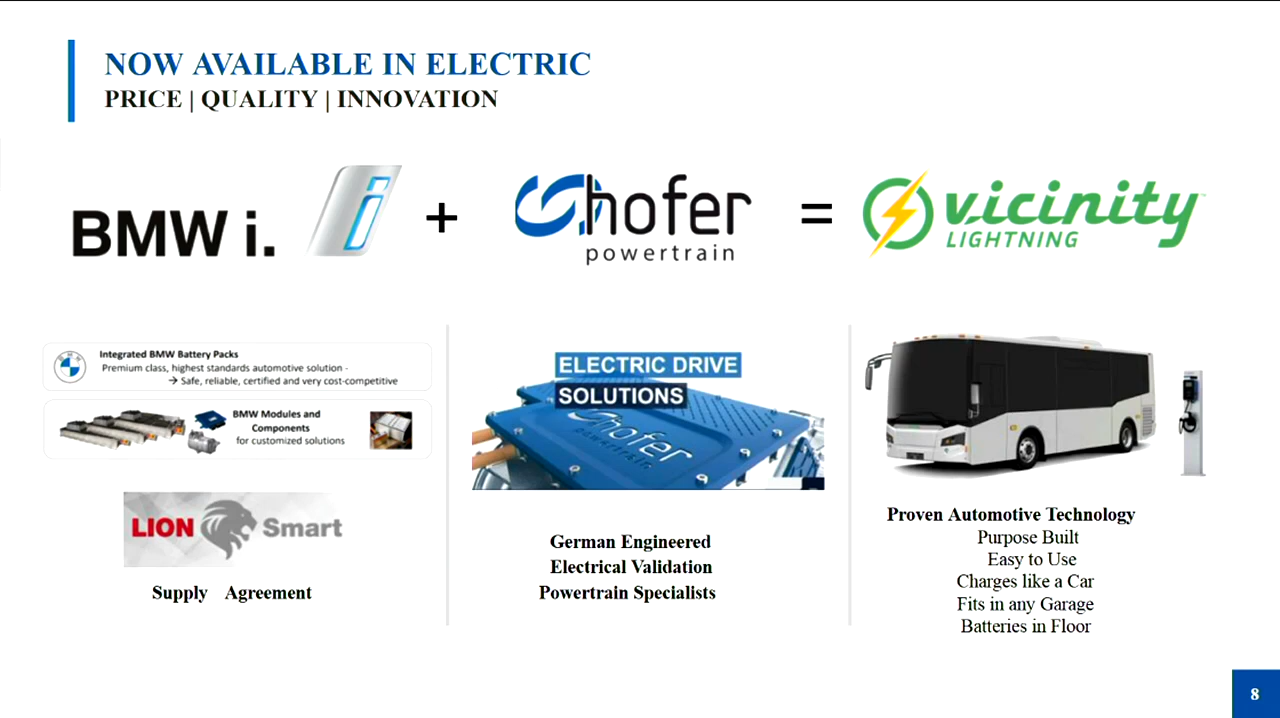 NOW AVAILABLE IN ELECTRIC
PRICE | QUALITY | INNOVATION
BMW i.
i
+
hofer
powertrain
=
vicinity
LIGHTNING
BMW
Integrated BMW Battery Packs
Premium class, highest standards automotive solution -
→ Safe, reliable, certified and very cost-competitive
BMW Modules and
Components
for customized solutions
LION Smart
Supply Agreement
ELECTRIC DRIVE
SOLUTIONS
hofer
powertrain
German Engineered
Electrical Validation
Powertrain Specialists
Proven Automotive Technology
Purpose Built
Easy to Use
Charges like a Car
Fits in any Garage
Batteries in Floor
8